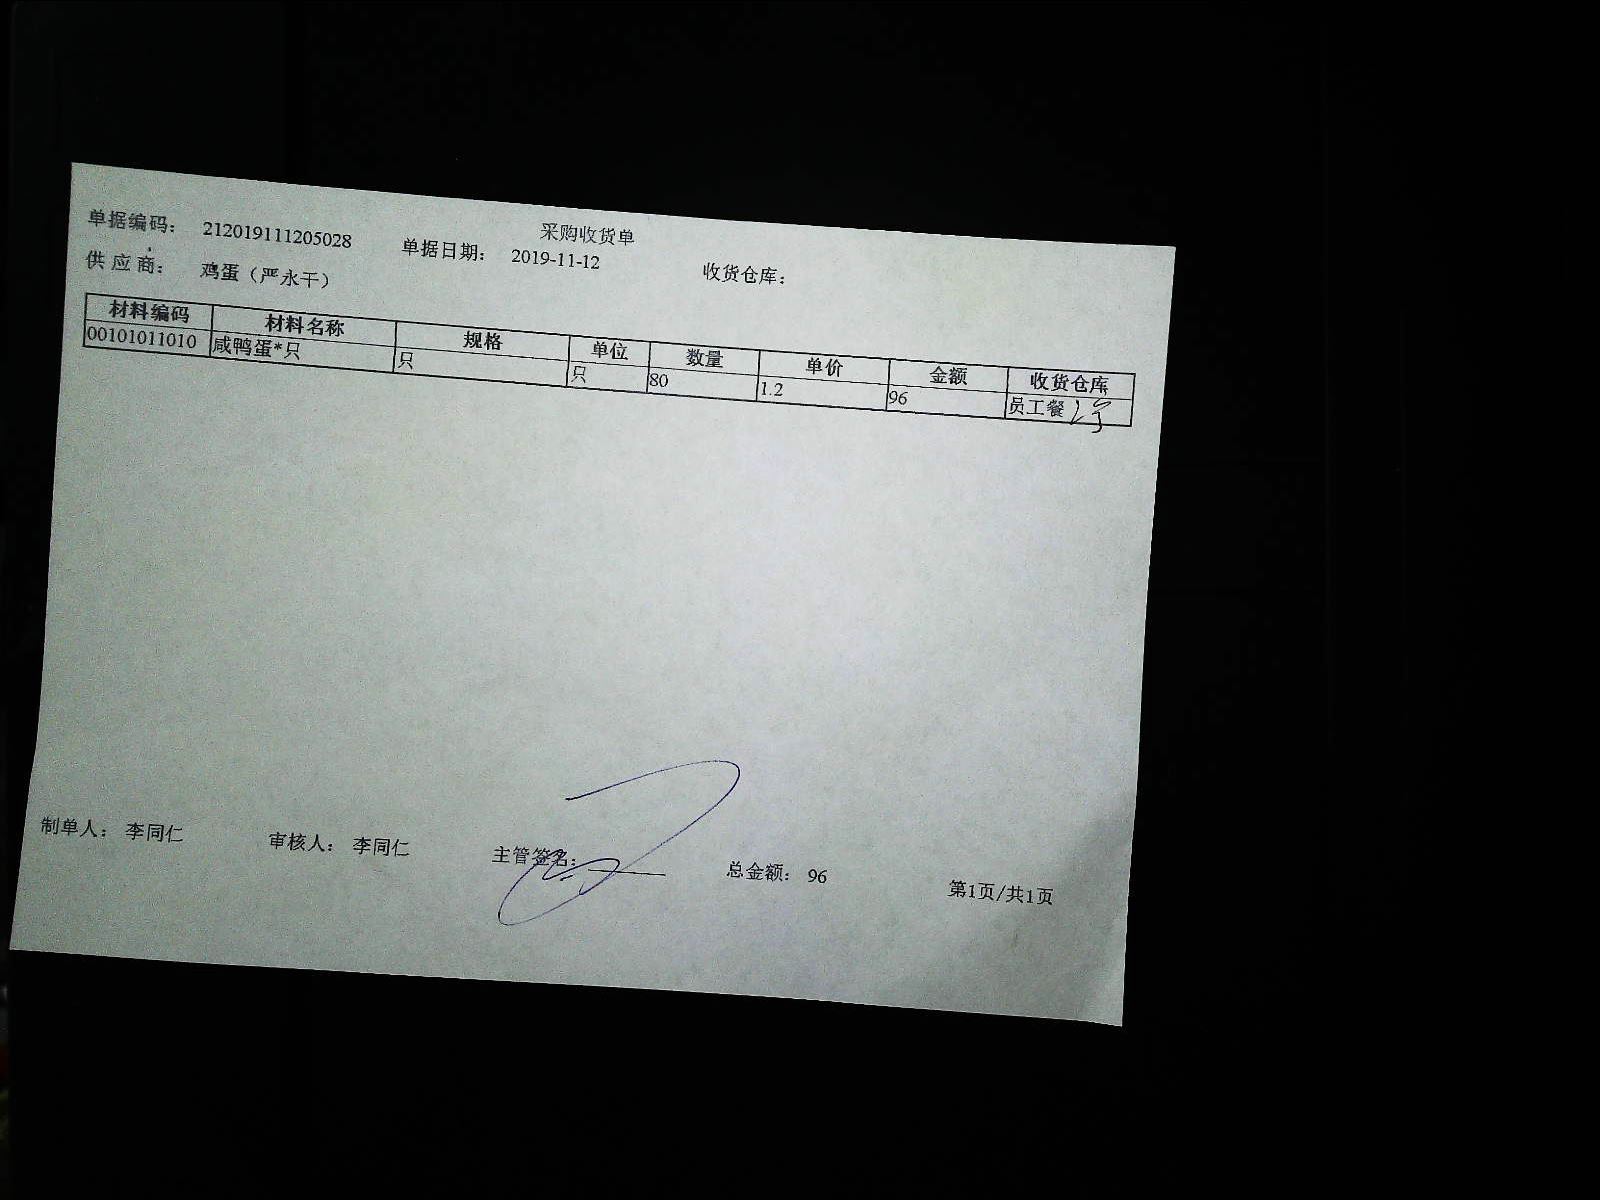 采购收货单
单据编码： 212019111205028 单据日期： 2019-11-12 收货仓库：
供应商： 鸡蛋（严永干）
材料编码 材料名称 规格 单位 数量 单价 金额 收货仓库
00101011010 咸鸭蛋*只 只 只 80 1.2 96 员工餐
制单人： 李同仁 审核人： 李同仁 主管签名： 总金额： 96 第1页/共1页